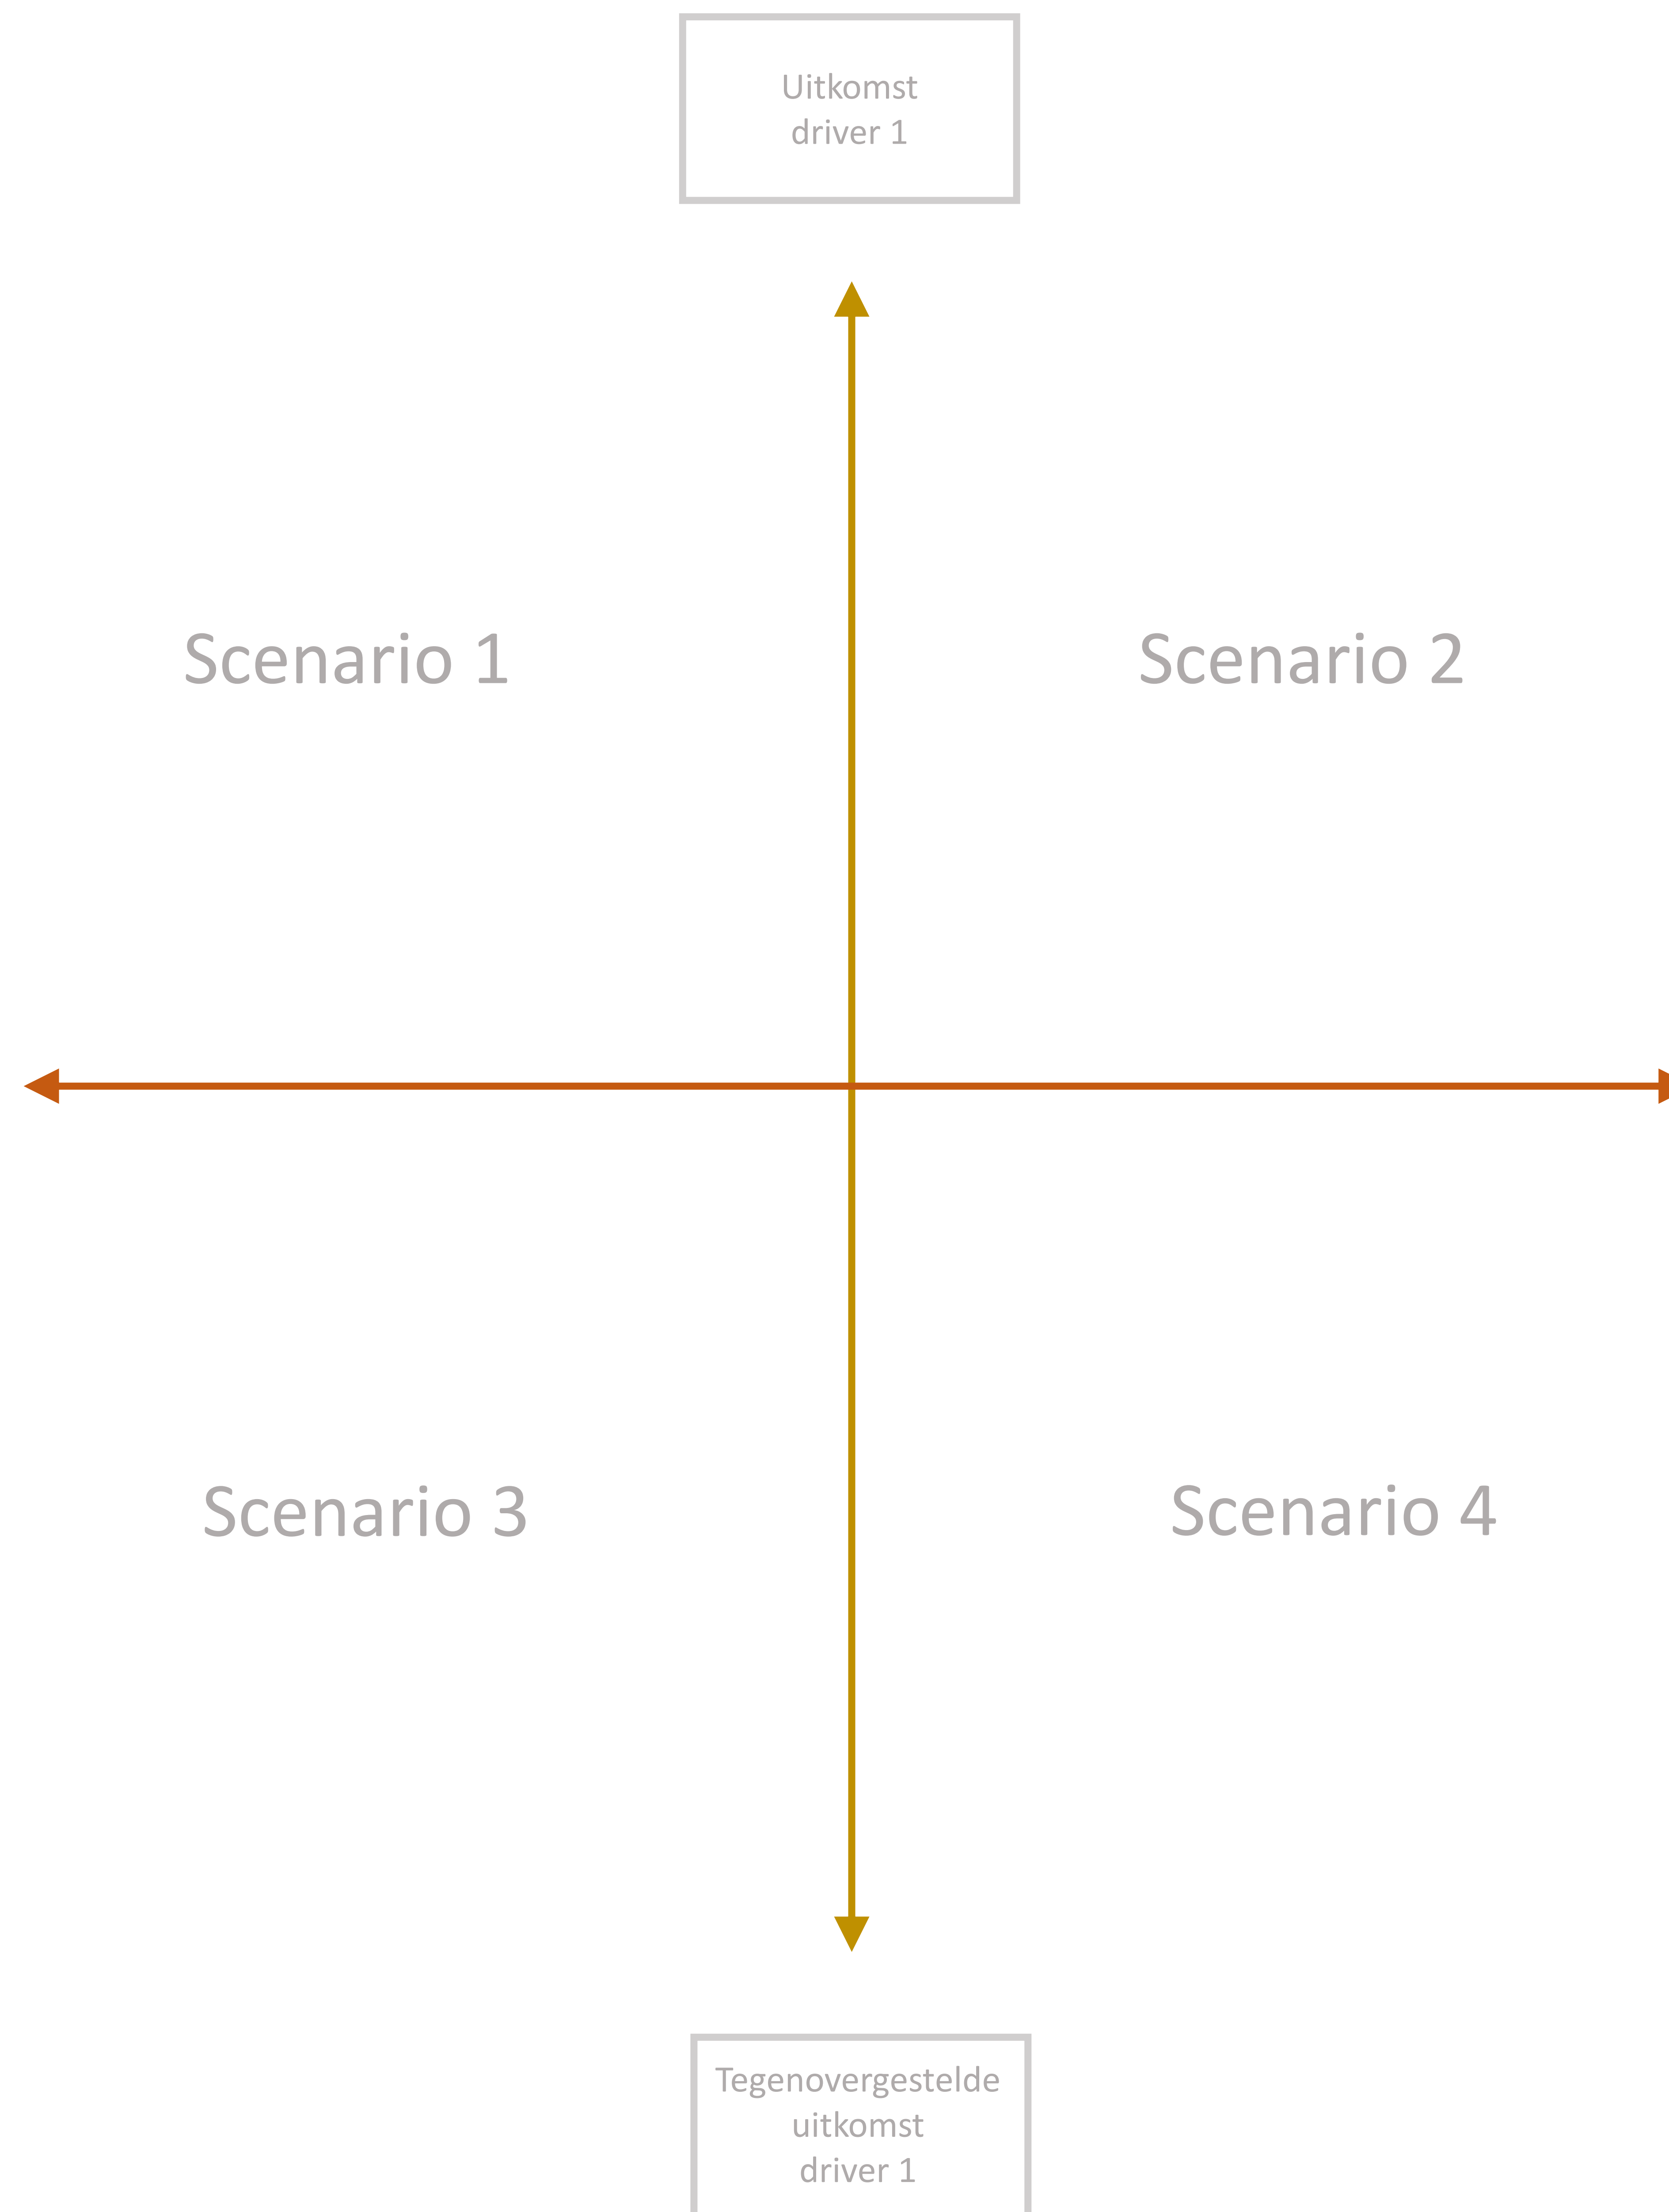 Uitkomst
driver 1
Scenario 1
Scenario 2
Scenario 3
Scenario 4
Tegenovergestelde
uitkomst
driver 1